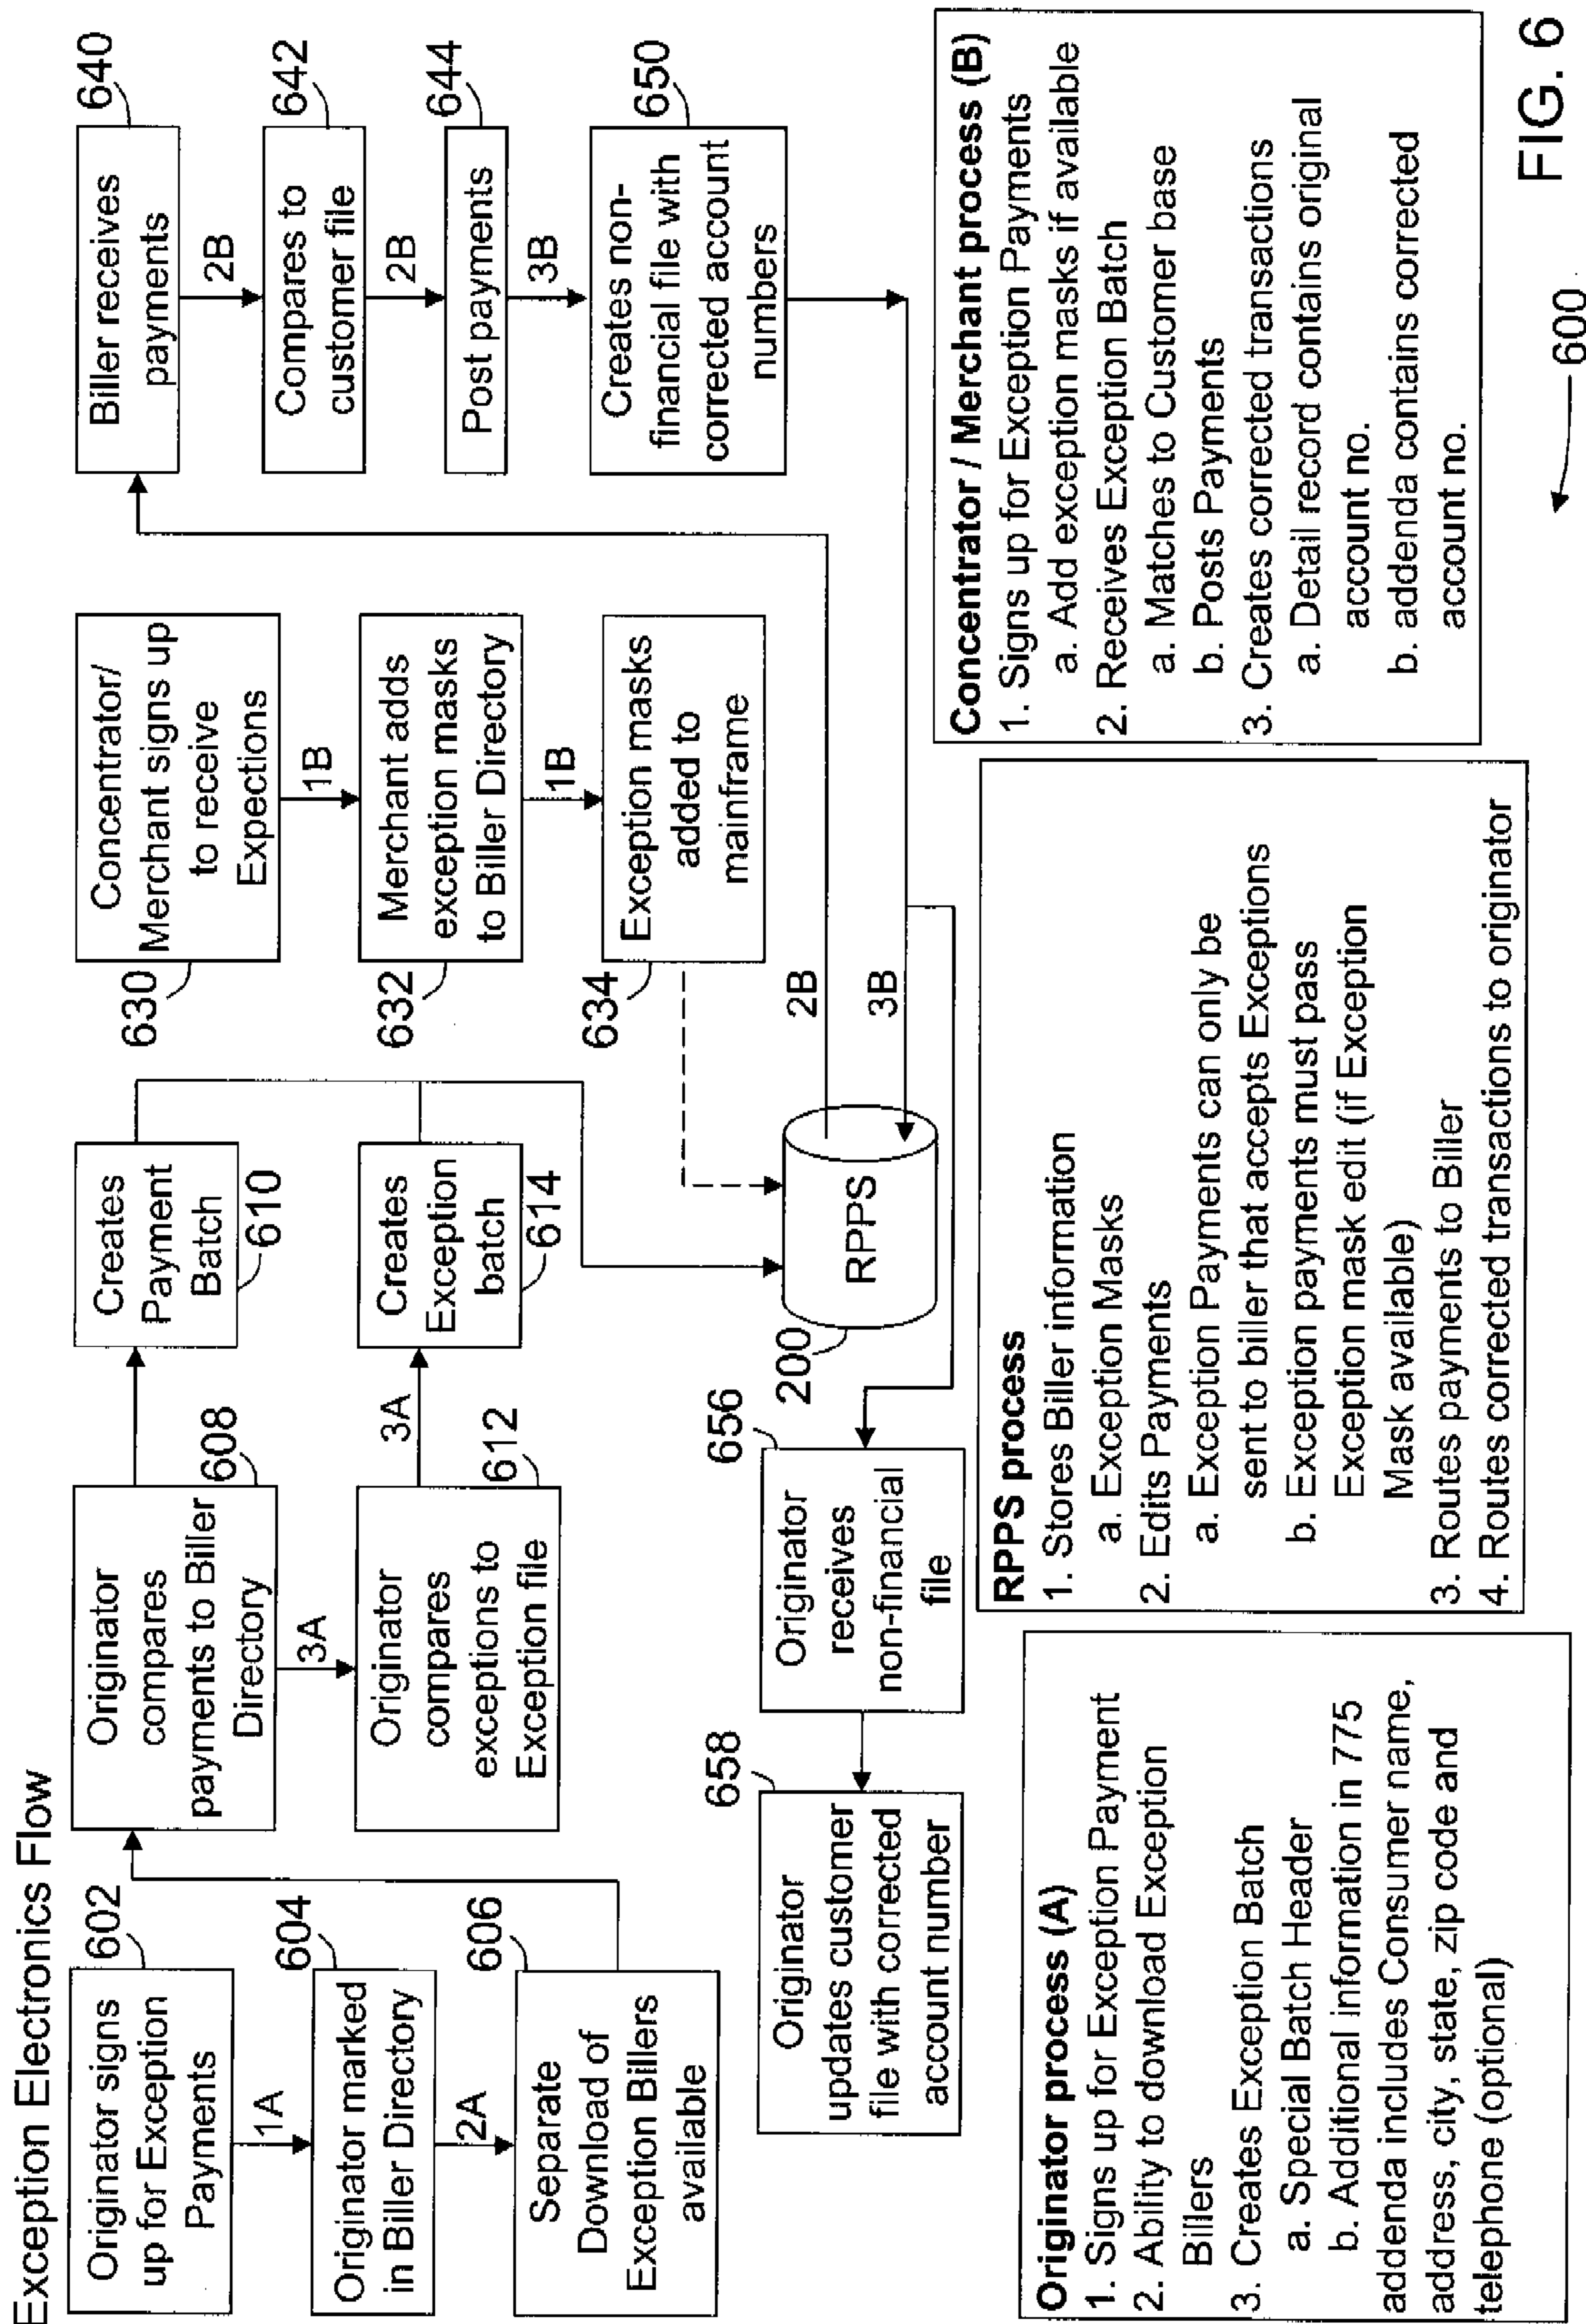 Exception Electronics Flow
602
Originator signs
up for Exception
Payments
1A
604
Originator marked
in Biller Directory
2A
606
Separate
Download of
Exception Billers
available
Originator
compares
payments to Biller
Directory
608
3A
Originator
compares
exceptions to
Exception file
612
3A
Creates
Payment
Batch
610
Creates
Exception
batch
614
Concentrator/
Merchant signs up
to receive
Expections
630
1B
Merchant adds
exception masks
to Biller Directory
632
1B
Exception masks
added to
mainframe
634
Biller receives
payments
640
2B
Compares to
customer file
642
2B
Post payments
644
3B
Creates non-
financial file with
corrected account
numbers
650
RPPS
200
2B
3B
656
Originator
receives
non-financial
file
658
Originator
updates customer
file with corrected
account number
Originator process (A)
1. Signs up for Exception Payment
2. Ability to download Exception
Billers
3. Creates Exception Batch
a. Special Batch Header
b. Additional information in 775
addenda includes Consumer name,
address, city, state, zip code and
telephone (optional)
RPPS process
1. Stores Biller information
a. Exception Masks
2. Edits Payments
a. Exception Payments can only be
sent to biller that accepts Exceptions
b. Exception payments must pass
Exception mask edit (if Exception
Mask available)
3. Routes payments to Biller
4. Routes corrected transactions to originator
Concentrator / Merchant process (B)
1. Signs up for Exception Payments
a. Add exception masks if available
2. Receives Exception Batch
a. Matches to Customer base
b. Posts Payments
3. Creates corrected transactions
a. Detail record contains original
account no.
b. addenda contains corrected
account no.
600
FIG. 6